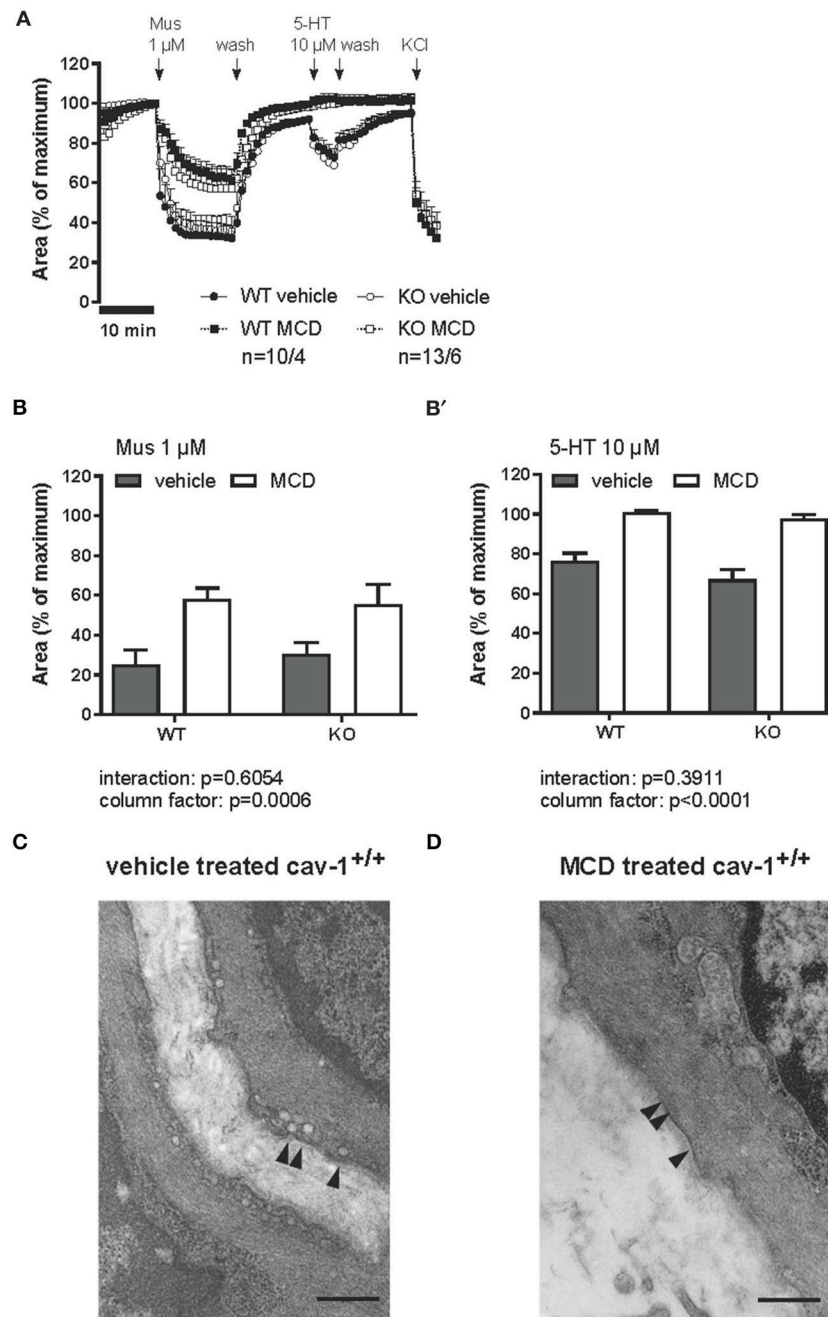 A
Mus
1 µM
wash
5-HT
10 µM
wash
KCl
120
100
80
60
40
20
0
Area (% of maximum)
10 min
WT vehicle
KO vehicle
WT MCD
KO MCD
n=10/4
n=13/6
B
Mus 1 µM
vehicle
MCD
120
100
80
60
40
20
0
Area (% of maximum)
WT
KO
interaction: p=0.6054
column factor: p=0.0006
B′
5-HT 10 µM
vehicle
MCD
120
100
80
60
40
20
0
Area (% of maximum)
WT
KO
interaction: p=0.3911
column factor: p<0.0001
C
vehicle treated cav-1+/+
D
MCD treated cav-1+/+